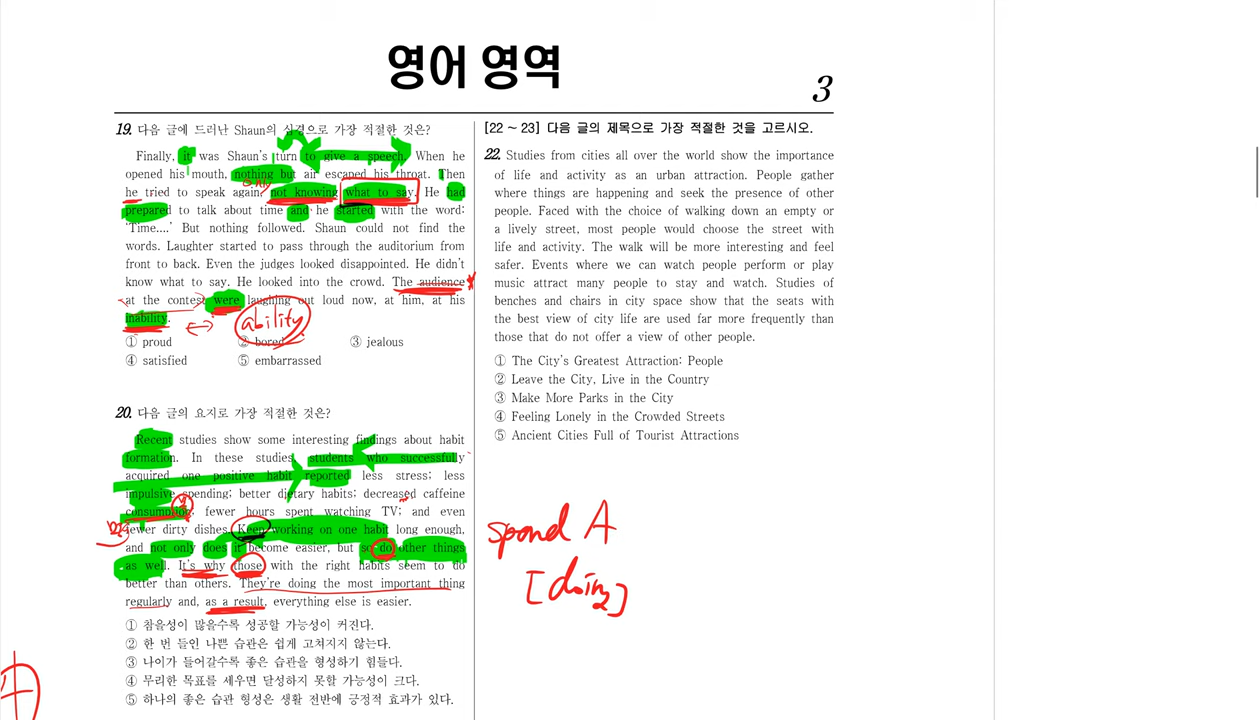 영어 영역
3
19. 다음 글에 드러난 Shaun의 심경으로 가장 적절한 것은?
Finally, it was Shaun's turn to give a speech. When he
opened his mouth, nothing but air escaped his throat. Then
he tried to speak again, not knowing what to say. He had
prepared to talk about time and he started with the word:
'Time....' But nothing followed. Shaun could not find the
words. Laughter started to pass through the auditorium from
front to back. Even the judges looked disappointed. He didn't
know what to say. He looked into the crowd. The audience
at the contest were laughing out loud now, at him, at his
inability.
ability
① proud ② bored ③ jealous
④ satisfied ⑤ embarrassed
20. 다음 글의 요지로 가장 적절한 것은?
Recent studies show some interesting findings about habit
formation. In these studies, students who successfully
acquired one positive habit reported less stress; less
impulsive spending; better dietary habits; decreased caffeine
consumption; fewer hours spent watching TV; and even
fewer dirty dishes. Keep working on one habit long enough,
and not only does it become easier, but so do other things
as well. It's why those with the right habits seem to do
better than others. They're doing the most important thing
regularly and, as a result, everything else is easier.
① 참을성이 많을수록 성공할 가능성이 커진다.
② 한 번 들인 나쁜 습관은 쉽게 고쳐지지 않는다.
③ 나이가 들어갈수록 좋은 습관을 형성하기 힘들다.
④ 무리한 목표를 세우면 달성하지 못할 가능성이 크다.
⑤ 하나의 좋은 습관 형성은 생활 전반에 긍정적 효과가 있다.
[22 ~ 23] 다음 글의 제목으로 가장 적절한 것을 고르시오.
22. Studies from cities all over the world show the importance
of life and activity as an urban attraction. People gather
where things are happening and seek the presence of other
people. Faced with the choice of walking down an empty or
a lively street, most people would choose the street with
life and activity. The walk will be more interesting and feel
safer. Events where we can watch people perform or play
music attract many people to stay and watch. Studies of
benches and chairs in city space show that the seats with
the best view of city life are used far more frequently than
those that do not offer a view of other people.
① The City's Greatest Attraction: People
② Leave the City, Live in the Country
③ Make More Parks in the City
④ Feeling Lonely in the Crowded Streets
⑤ Ancient Cities Full of Tourist Attractions
spend A
[doing]